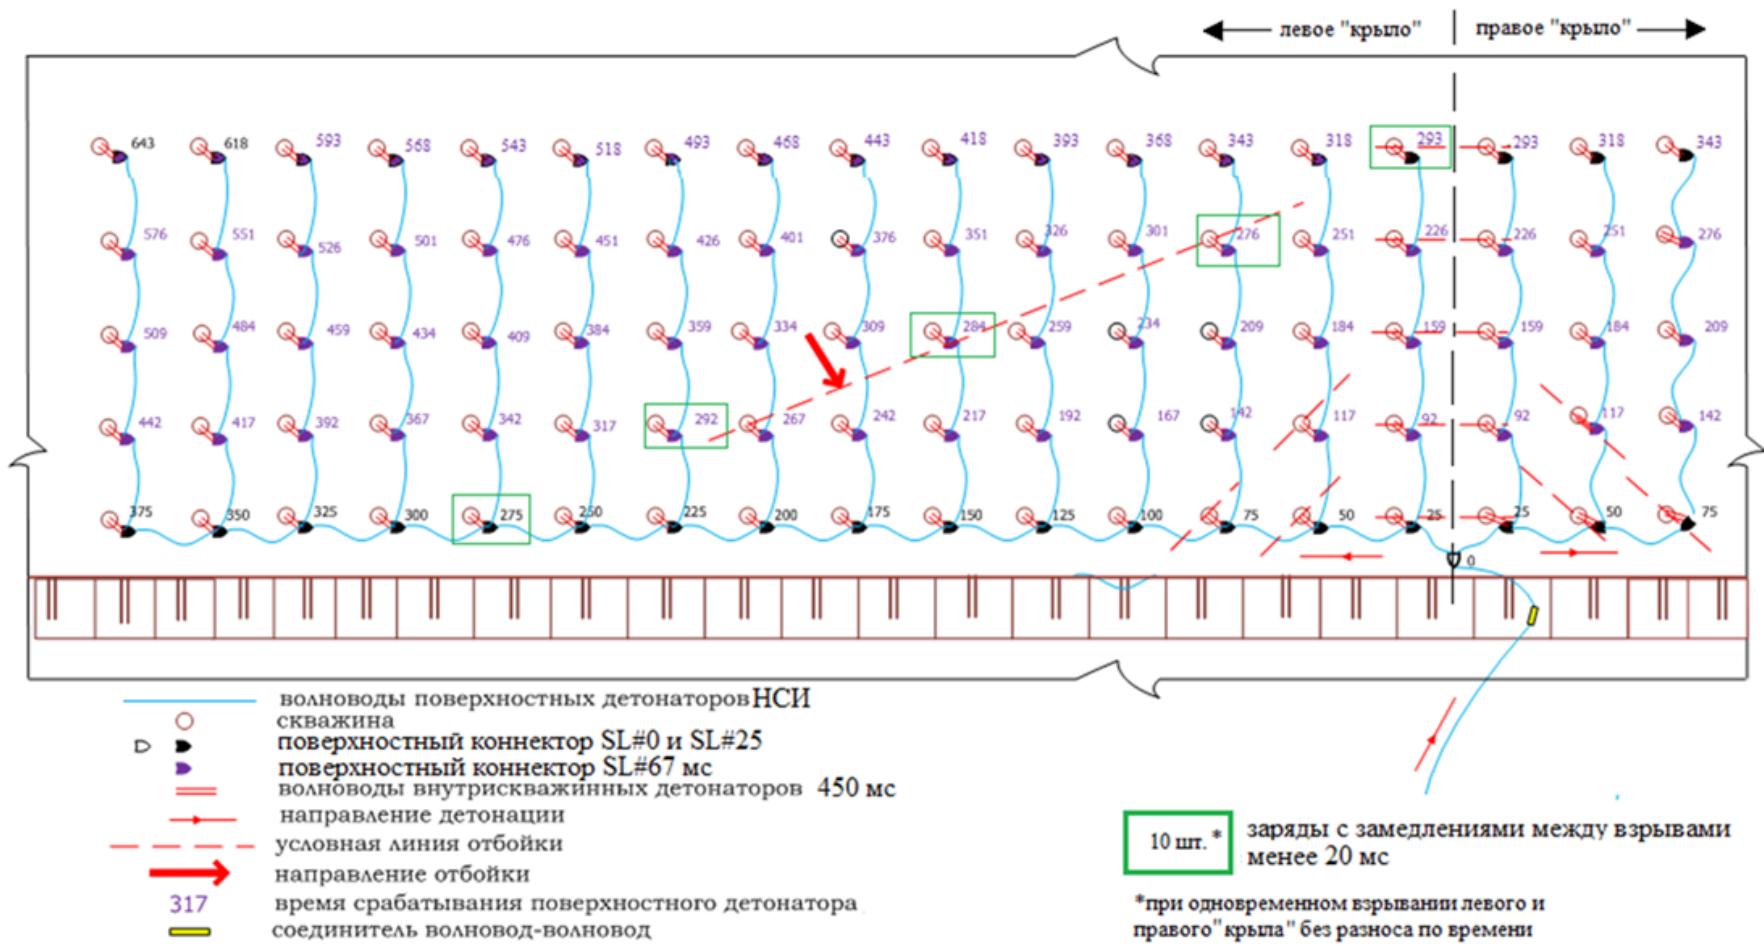 левое "крыло" правое "крыло"
643 618 593 568 543 518 493 468 443 418 393 368 343 318 293 293 318 343
576 551 526 501 476 451 426 401 376 351 326 301 276 251 226 226 251 276
509 484 459 434 409 384 359 334 309 284 259 234 209 184 159 159 184 209
442 417 392 367 342 317 292 267 242 217 192 167 142 117 92 92 117 142
375 350 325 300 275 250 225 200 175 150 125 100 75 50 25 25 50 75
0
волноводы поверхностных детонаторов НСИ
скважина
поверхностный коннектор SL#0 и SL#25
поверхностный коннектор SL#67 мс
волноводы внутрискважинных детонаторов 450 мс
направление детонации
условная линия отбойки
направление отбойки
317 время срабатывания поверхностного детонатора
соединитель волновод-волновод
10 шт. * заряды с замедлениями между взрывами
менее 20 мс
*при одновременном взрывании левого и
правого"крыла" без разноса по времени